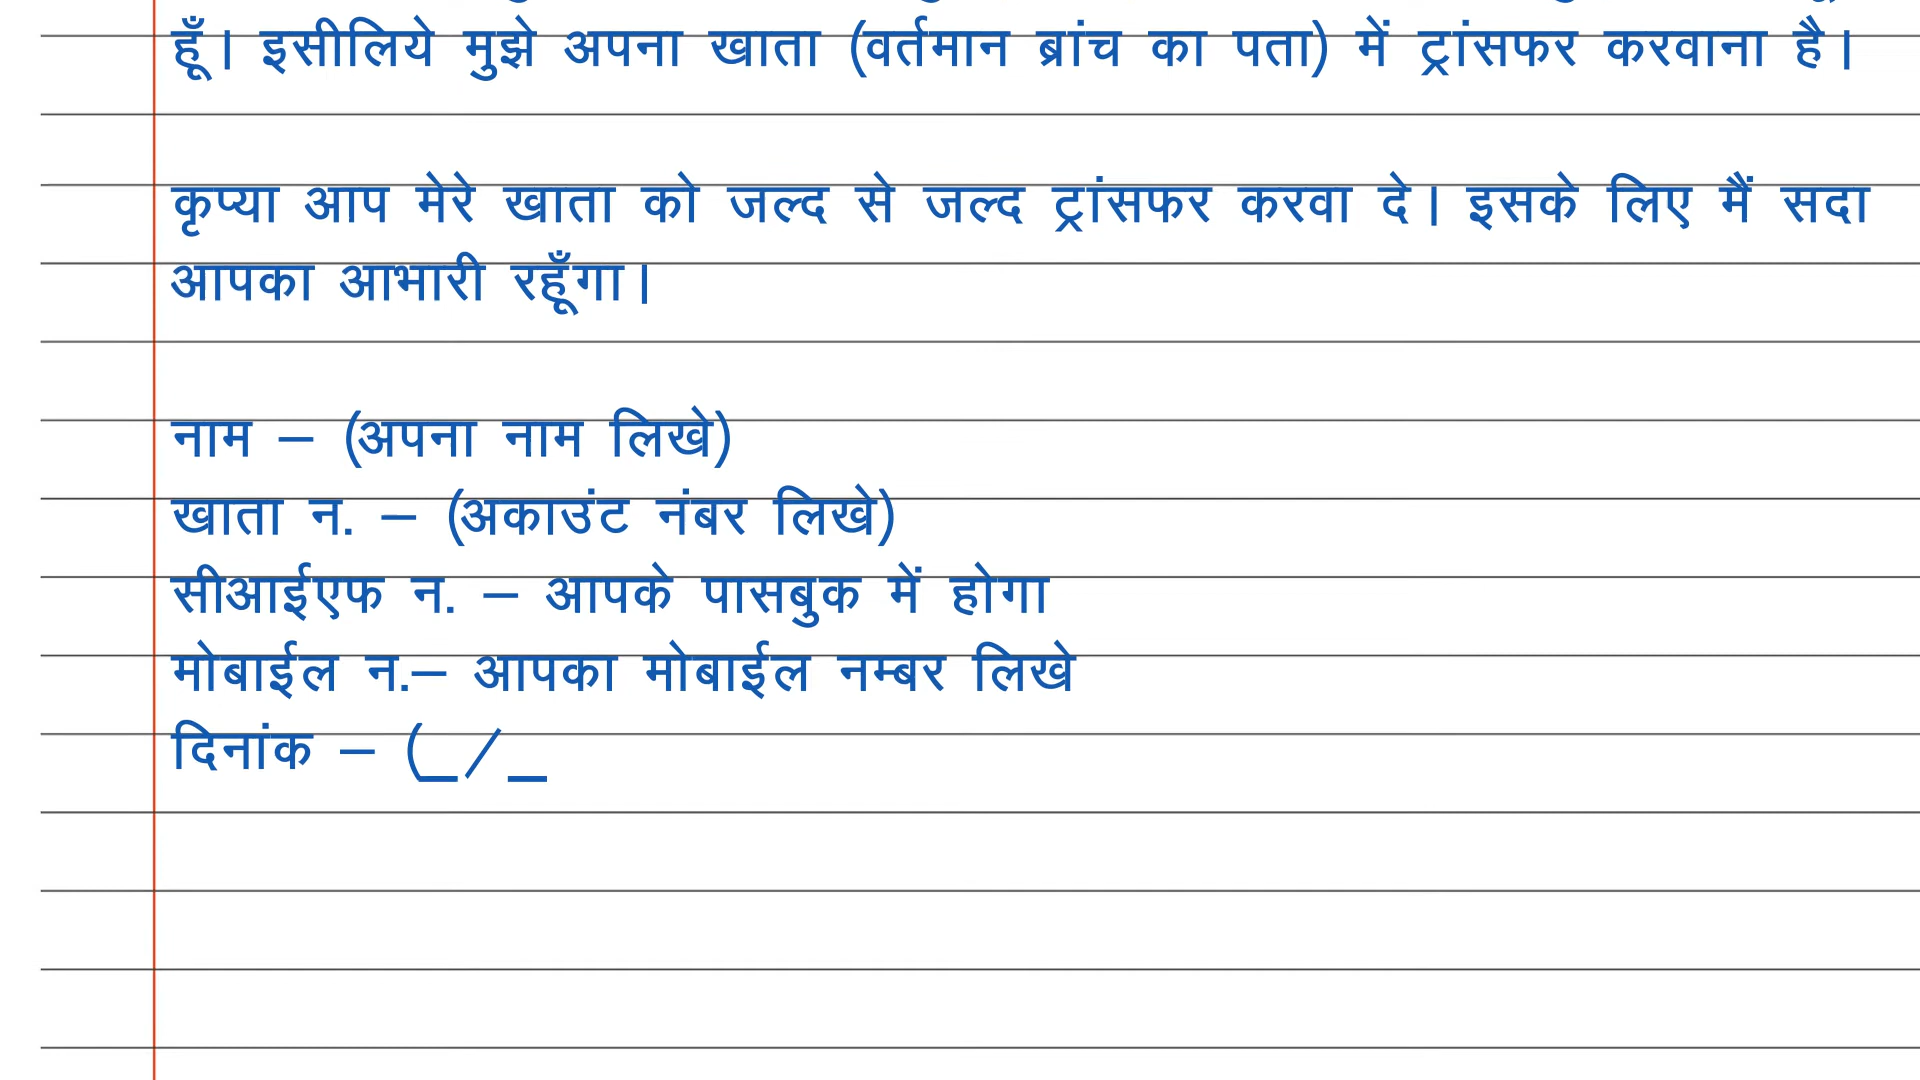 हूँ। इसीलिये मुझे अपना खाता (वर्तमान ब्रांच का पता) में ट्रांसफर करवाना है।
कृप्या आप मेरे खाता को जल्द से जल्द ट्रांसफर करवा दे। इसके लिए मैं सदा
आपका आभारी रहूँगा।
नाम – (अपना नाम लिखे)
खाता न. – (अकाउंट नंबर लिखे)
सीआईएफ न. – आपके पासबुक में होगा
मोबाईल न.– आपका मोबाईल नम्बर लिखे
दिनांक – (_/_